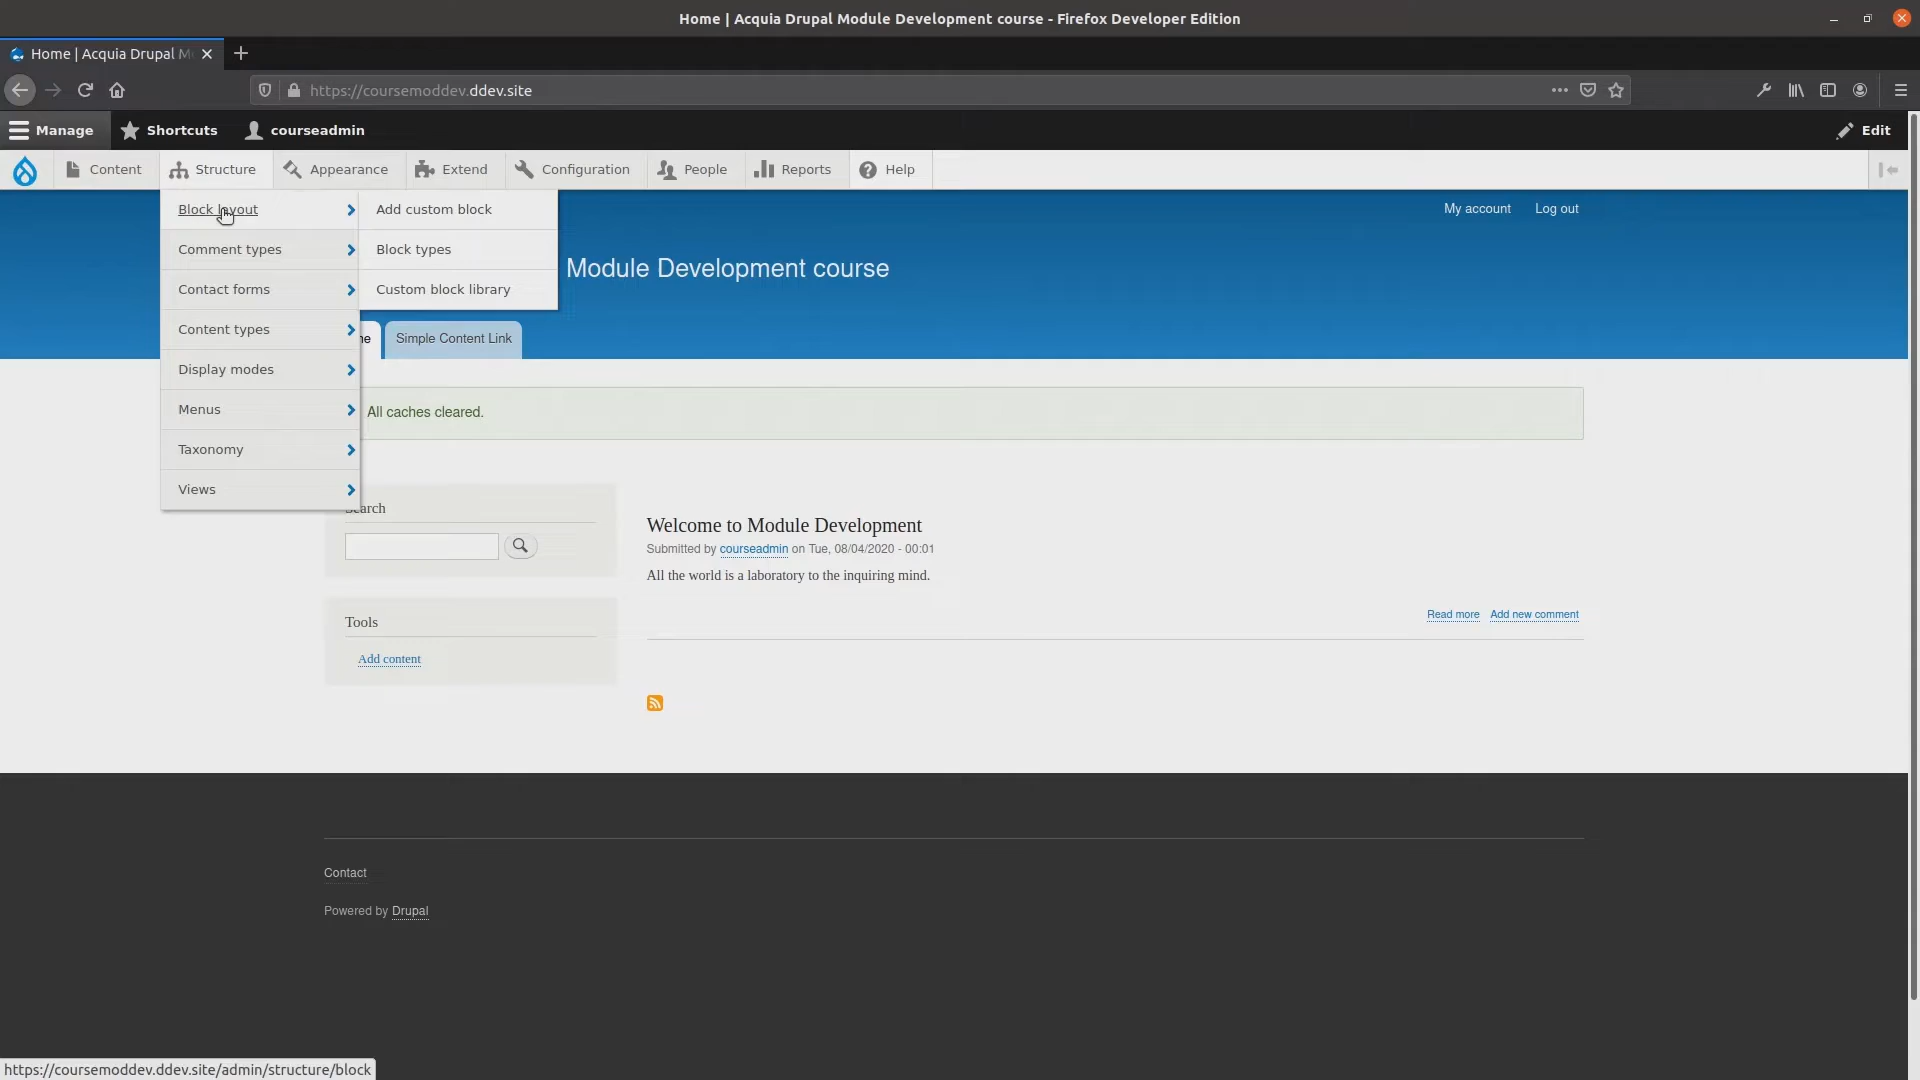 Home | Acquia Drupal Module Development course - Firefox Developer Edition
Home | Acquia Drupal M
https://coursemoddev.ddev.site
Manage
Shortcuts
courseadmin
Edit
Content
Structure
Appearance
Extend
Configuration
People
Reports
Help
Block layout
Add custom block
My account
Log out
Comment types
Block types
Module Development course
Contact forms
Custom block library
Content types
Simple Content Link
Display modes
Menus
All caches cleared.
Taxonomy
Views
Search
Welcome to Module Development
Submitted by courseadmin on Tue, 08/04/2020 - 00:01
All the world is a laboratory to the inquiring mind.
Read more
Add new comment
Tools
Add content
Contact
Powered by Drupal
https://coursemoddev.ddev.site/admin/structure/block